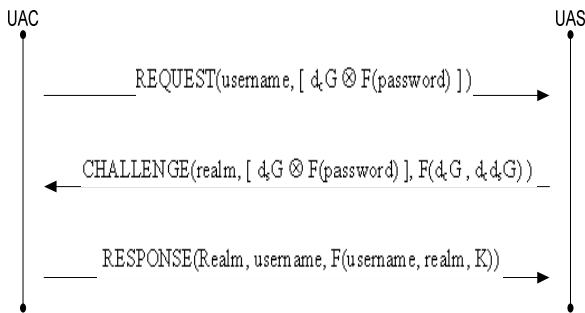 UAC UAS
REQUEST(username, [ dcG ⊗ F(password) ])
CHALLENGE(realm, [ dsG ⊗ F(password) ], F(dcG , dcdsG) )
RESPONSE(Realm, username, F(username, realm, K))